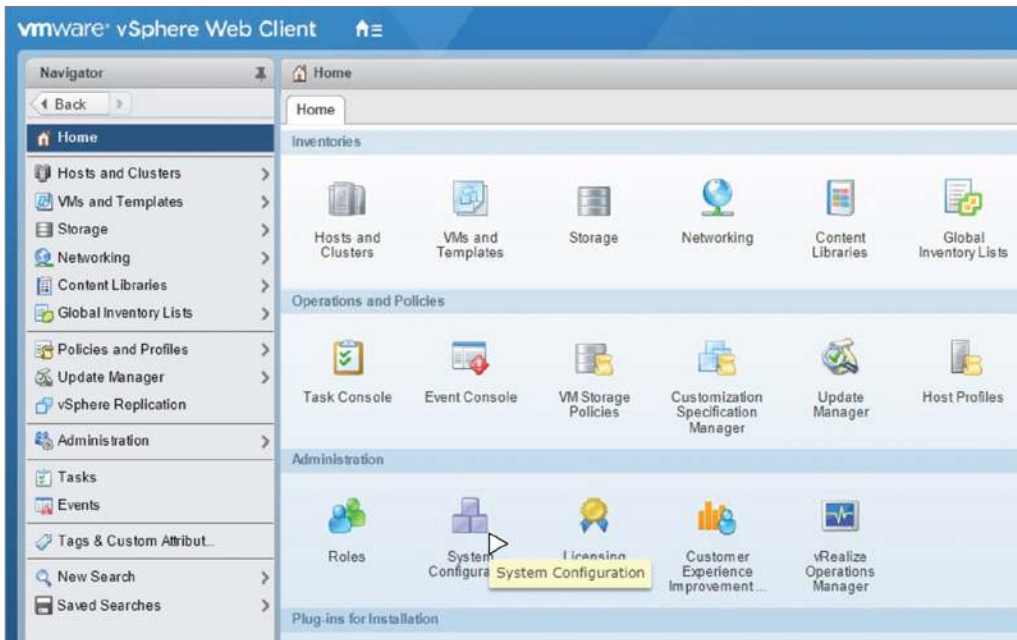 vmware® vSphere Web Client
Navigator
Back
Home
Hosts and Clusters
VMs and Templates
Storage
Networking
Content Libraries
Global Inventory Lists
Policies and Profiles
Update Manager
vSphere Replication
Administration
Tasks
Events
Tags & Custom Attribut...
New Search
Saved Searches
Home
Home
Inventories
Hosts and
Clusters
VMs and
Templates
Storage
Networking
Content
Libraries
Global
Inventory Lists
Operations and Policies
Task Console
Event Console
VM Storage
Policies
Customization
Specification
Manager
Update
Manager
Host Profiles
Administration
Roles
System
Configura
System Configuration
Licensing
Customer
Experience
Improvement...
vRealize
Operations
Manager
Plug-ins for Installation